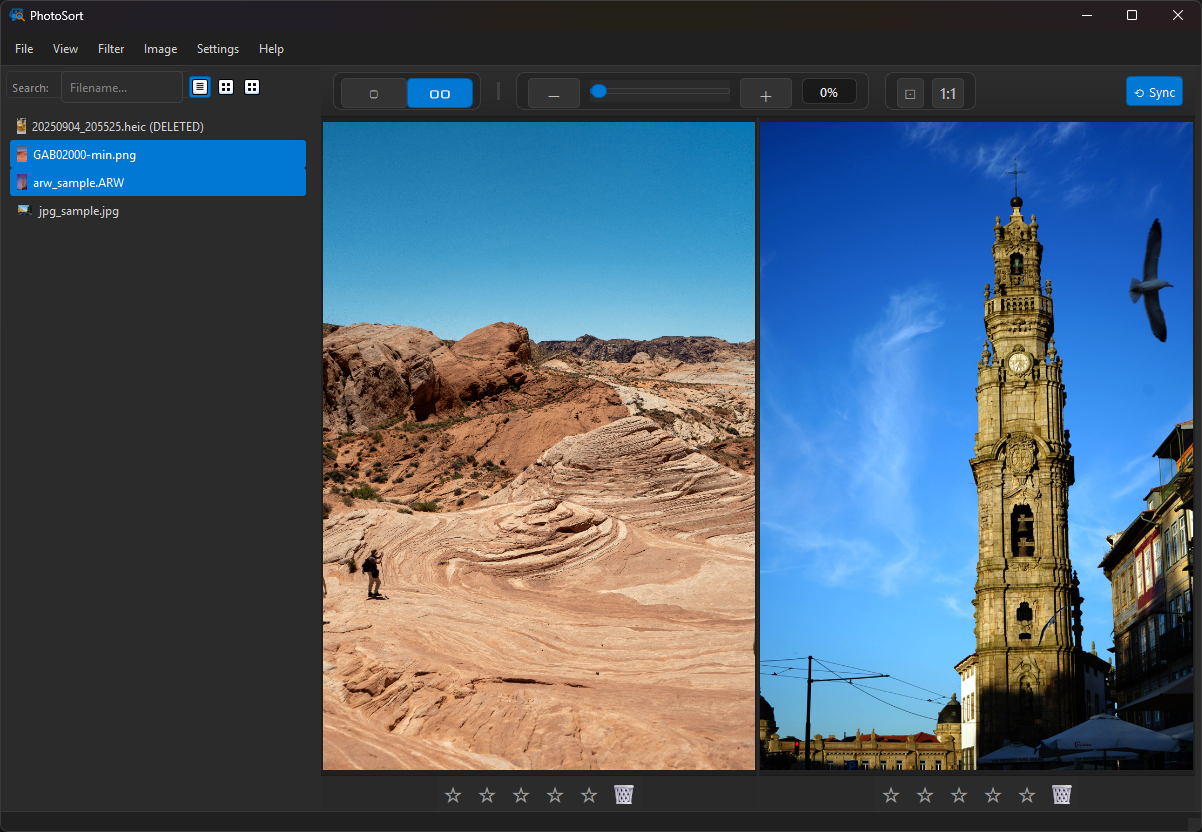 PhotoSort
File View Filter Image Settings Help
Search: Filename... 0% 1:1 Sync
20250904_205525.heic (DELETED)
GAB02000-min.png
arw_sample.ARW
jpg_sample.jpg